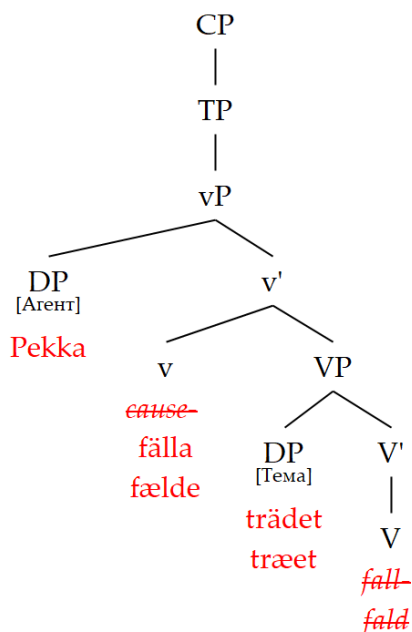 CP
TP
vP
DP
[Агент]
Pekka
v'
v
cause-
fälla
fælde
VP
DP
[Тема]
trädet
træet
V'
V
fall-
fald